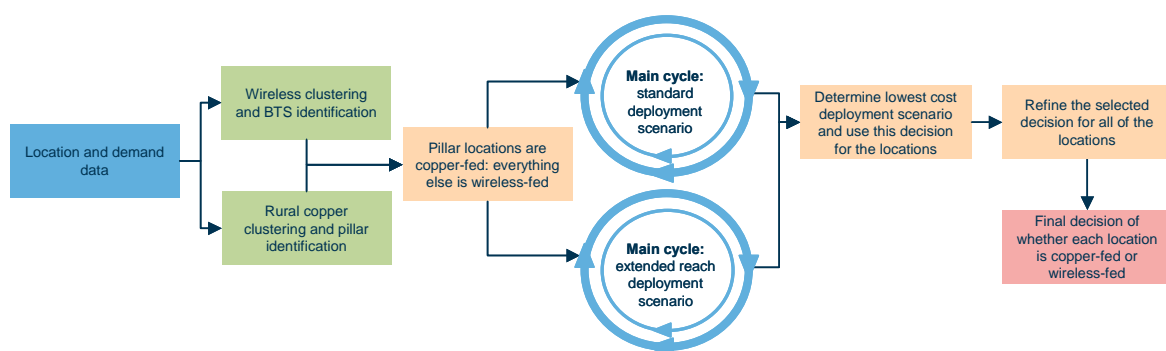 Location and demand
data
Wireless clustering
and BTS identification
Rural copper
clustering and pillar
identification
Pillar locations are
copper-fed: everything
else is wireless-fed
Main cycle:
standard
deployment
scenario
Main cycle:
extended reach
deployment
scenario
Determine lowest cost
deployment scenario
and use this decision
for the locations
Refine the selected
decision for all of the
locations
Final decision of
whether each location
is copper-fed or
wireless-fed